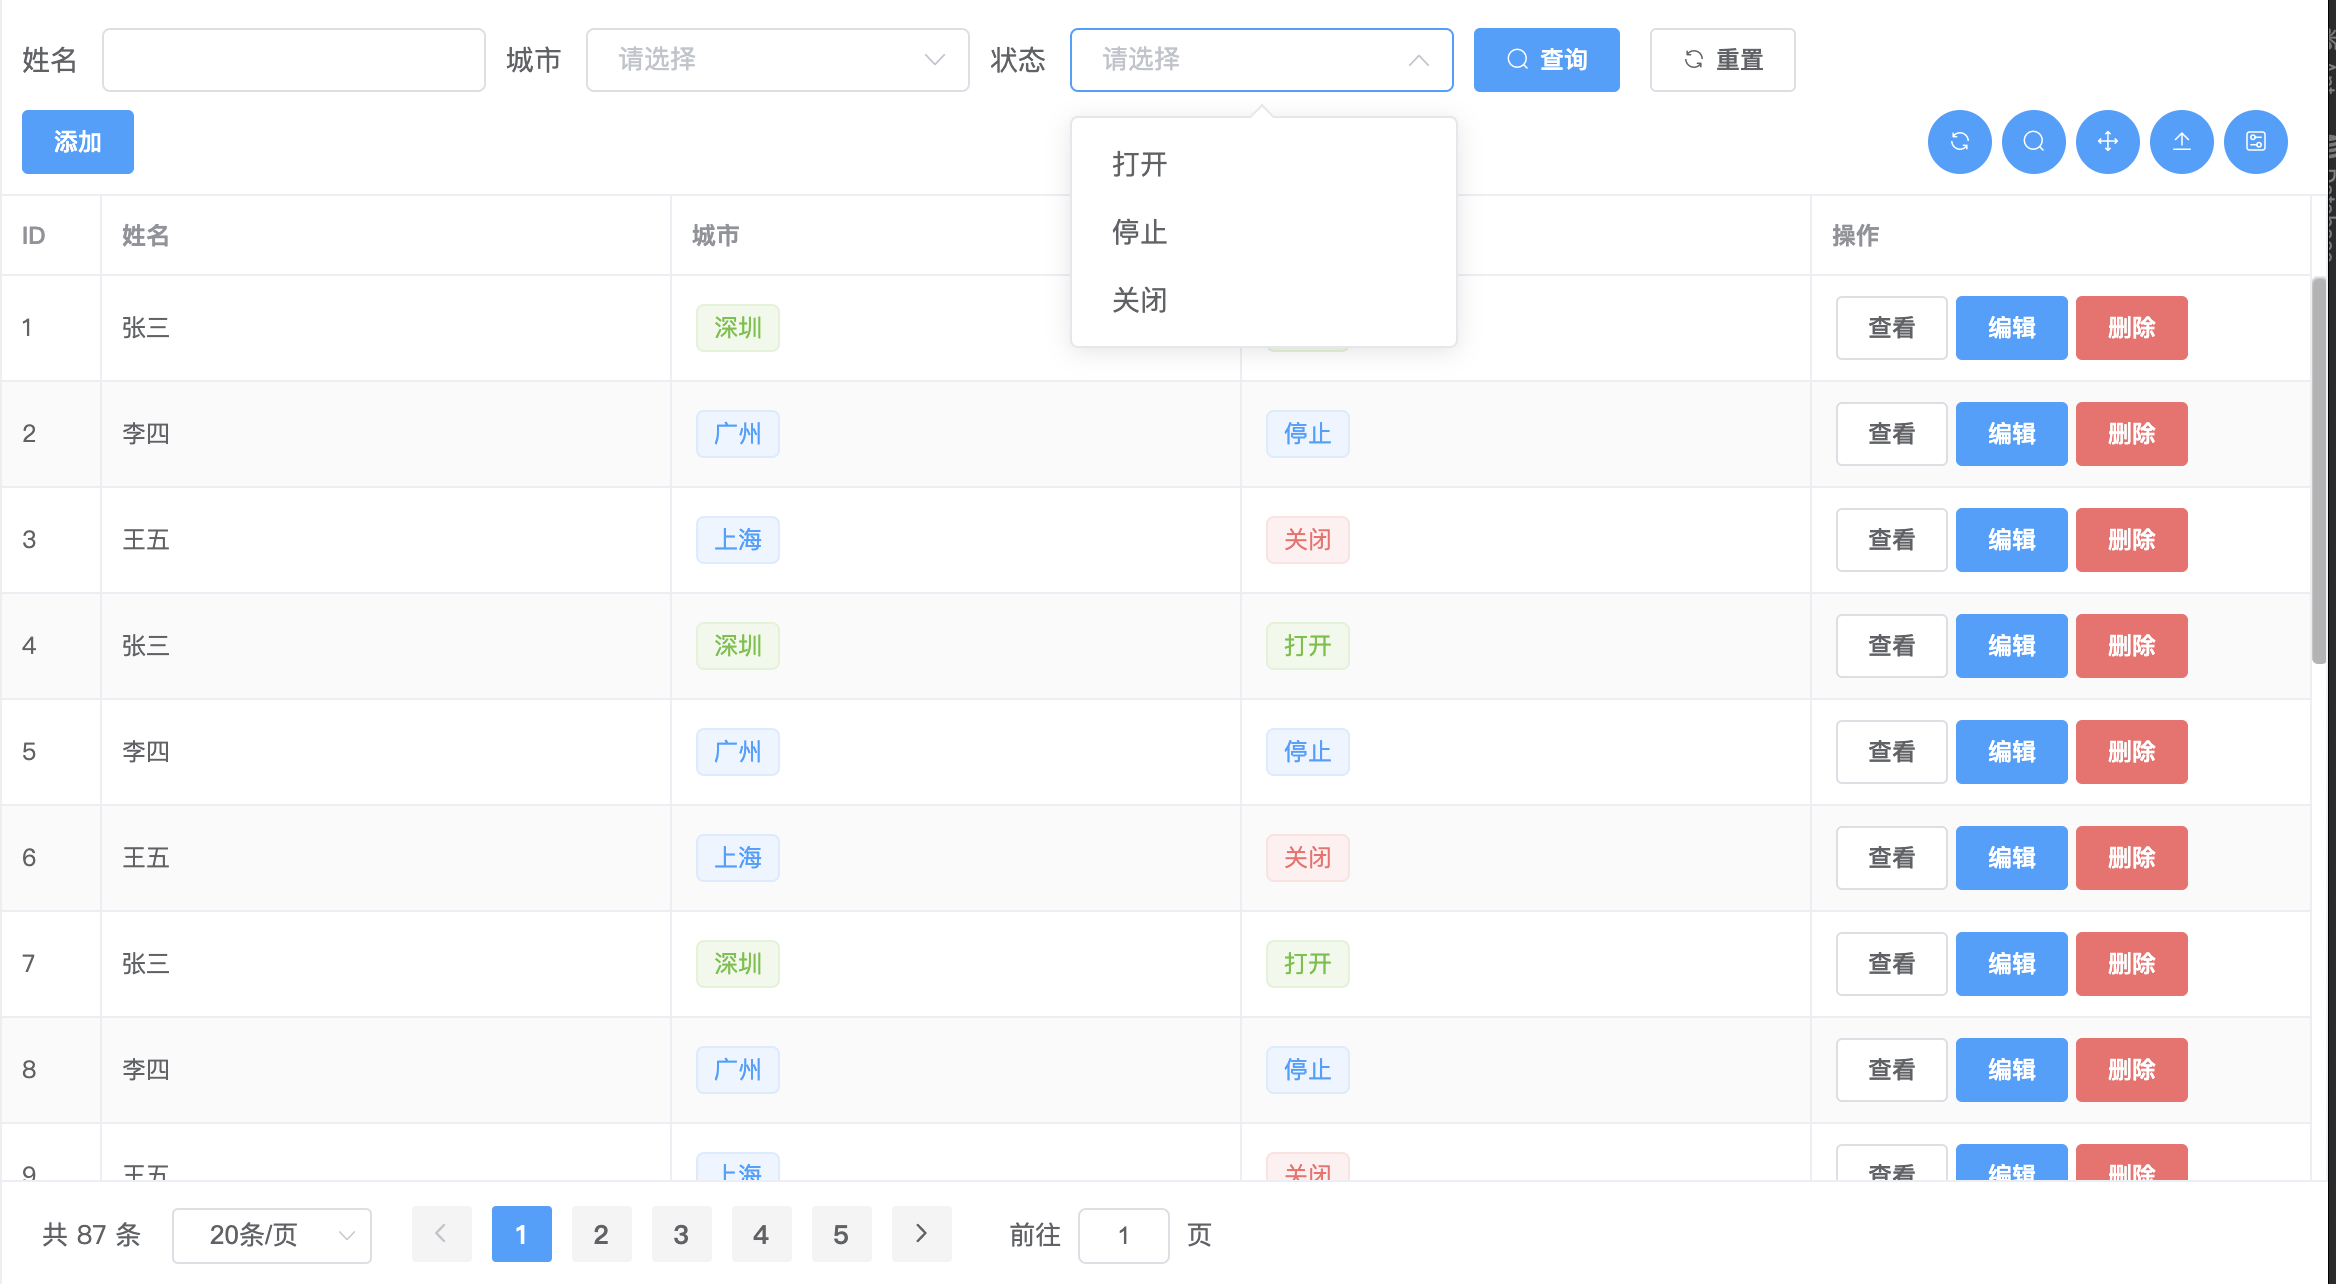 姓名 城市 请选择 状态 请选择 查询 重置
添加
打开
停止
关闭
ID 姓名 城市 操作
1 张三 深圳 查看 编辑 删除
2 李四 广州 停止 查看 编辑 删除
3 王五 上海 关闭 查看 编辑 删除
4 张三 深圳 打开 查看 编辑 删除
5 李四 广州 停止 查看 编辑 删除
6 王五 上海 关闭 查看 编辑 删除
7 张三 深圳 打开 查看 编辑 删除
8 李四 广州 停止 查看 编辑 删除
9 王五 上海 关闭 查看 编辑 删除
共 87 条 20条/页 1 2 3 4 5 前往 1 页